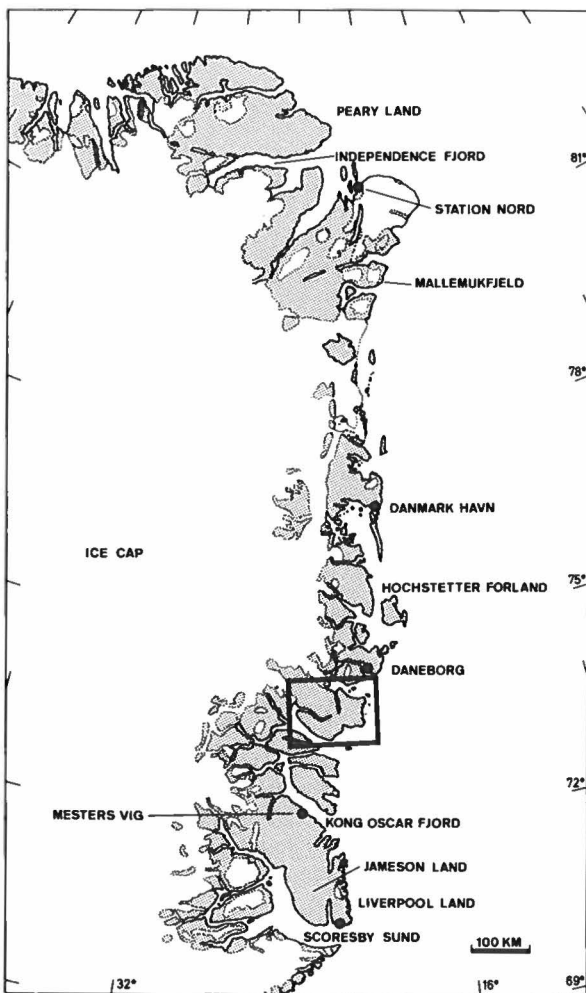 PEARY LAND
INDEPENDENCE FJORD
81°
STATION NORD
MALLEMUKFJELD
78°
DANMARK HAVN
ICE CAP
75°
HOCHSTETTER FORLAND
DANEBORG
72°
MESTERS VIG
KONG OSCAR FJORD
JAMESON LAND
LIVERPOOL LAND
SCORESBY SUND
100 KM
32°
16°
69°